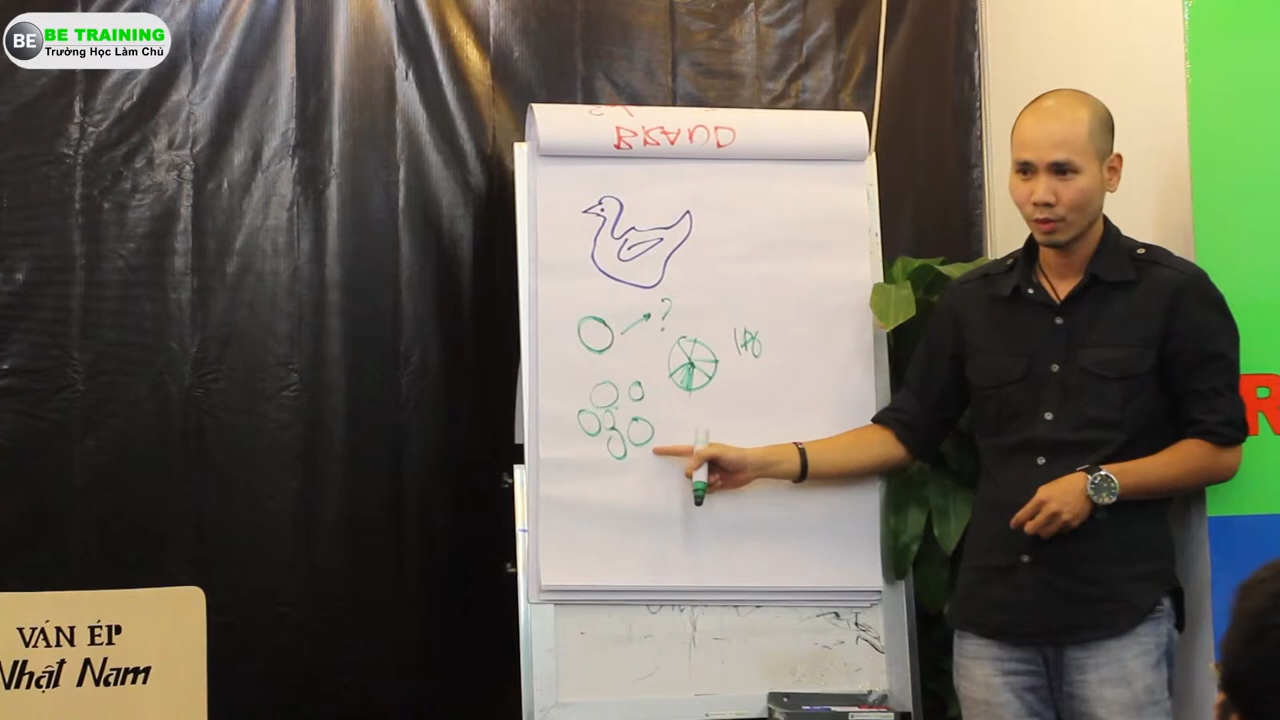 BE
BE TRAINING
Trường Học Làm Chủ
BRAND
?
VÁN ÉP
Nhật Nam
R